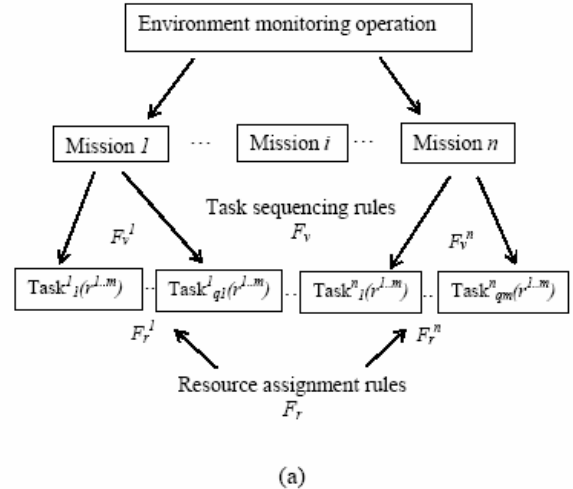 Environment monitoring operation
Mission 1 ... Mission i ... Mission n
Task sequencing rules
F_v^1 F_v F_v^n
Task^1_1(r^1..m) .. Task^1_q1(r^1..m) .. Task^n_1(r^1..m) .. Task^n_qm(r^1..m)
F_r^1 F_r^n
Resource assignment rules
F_r
(a)